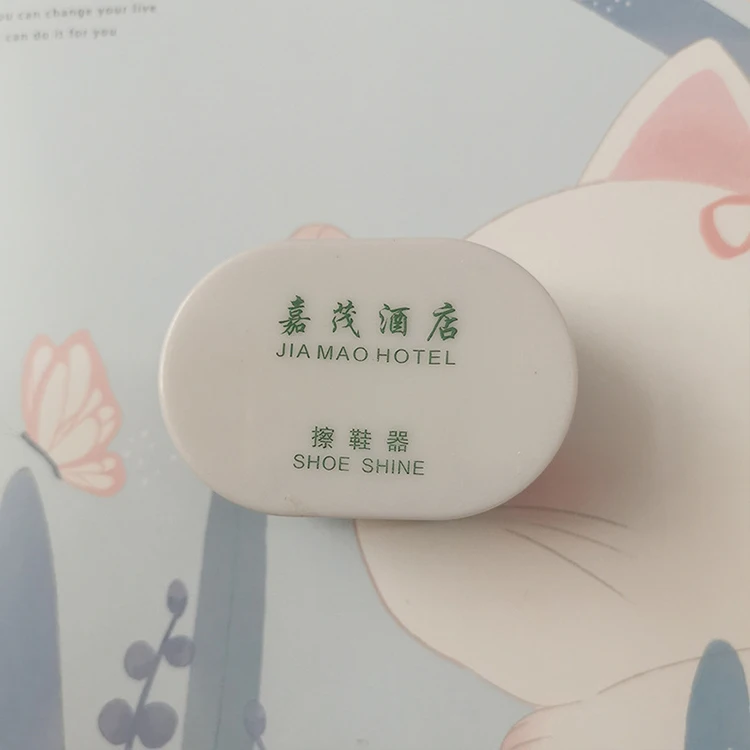 you can change your live
can do it for you
嘉茂酒店
JIA MAO HOTEL
擦鞋器
SHOE SHINE